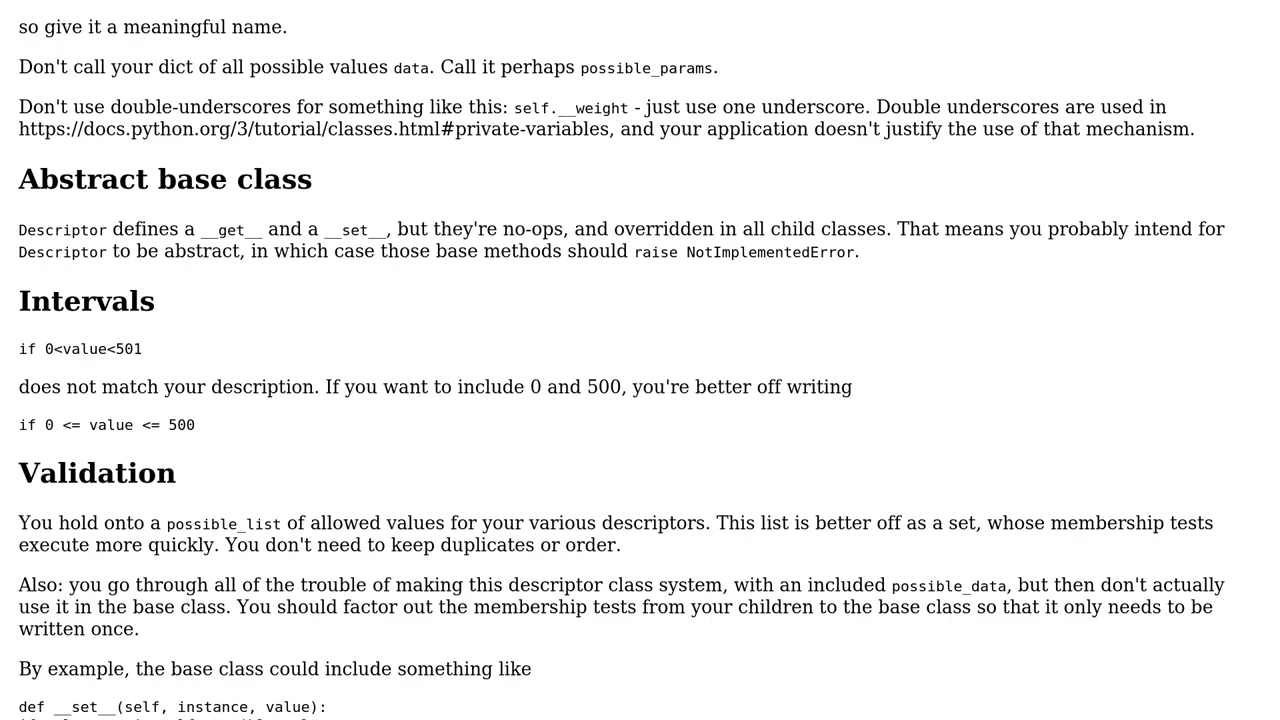 so give it a meaningful name.
Don't call your dict of all possible values data. Call it perhaps possible_params.
Don't use double-underscores for something like this: self.__weight - just use one underscore. Double underscores are used in
https://docs.python.org/3/tutorial/classes.html#private-variables, and your application doesn't justify the use of that mechanism.
Abstract base class
Descriptor defines a __get__ and a __set__, but they're no-ops, and overridden in all child classes. That means you probably intend for
Descriptor to be abstract, in which case those base methods should raise NotImplementedError.
Intervals
if 0<value<501
does not match your description. If you want to include 0 and 500, you're better off writing
if 0 <= value <= 500
Validation
You hold onto a possible_list of allowed values for your various descriptors. This list is better off as a set, whose membership tests
execute more quickly. You don't need to keep duplicates or order.
Also: you go through all of the trouble of making this descriptor class system, with an included possible_data, but then don't actually
use it in the base class. You should factor out the membership tests from your children to the base class so that it only needs to be
written once.
By example, the base class could include something like
def __set__(self, instance, value):